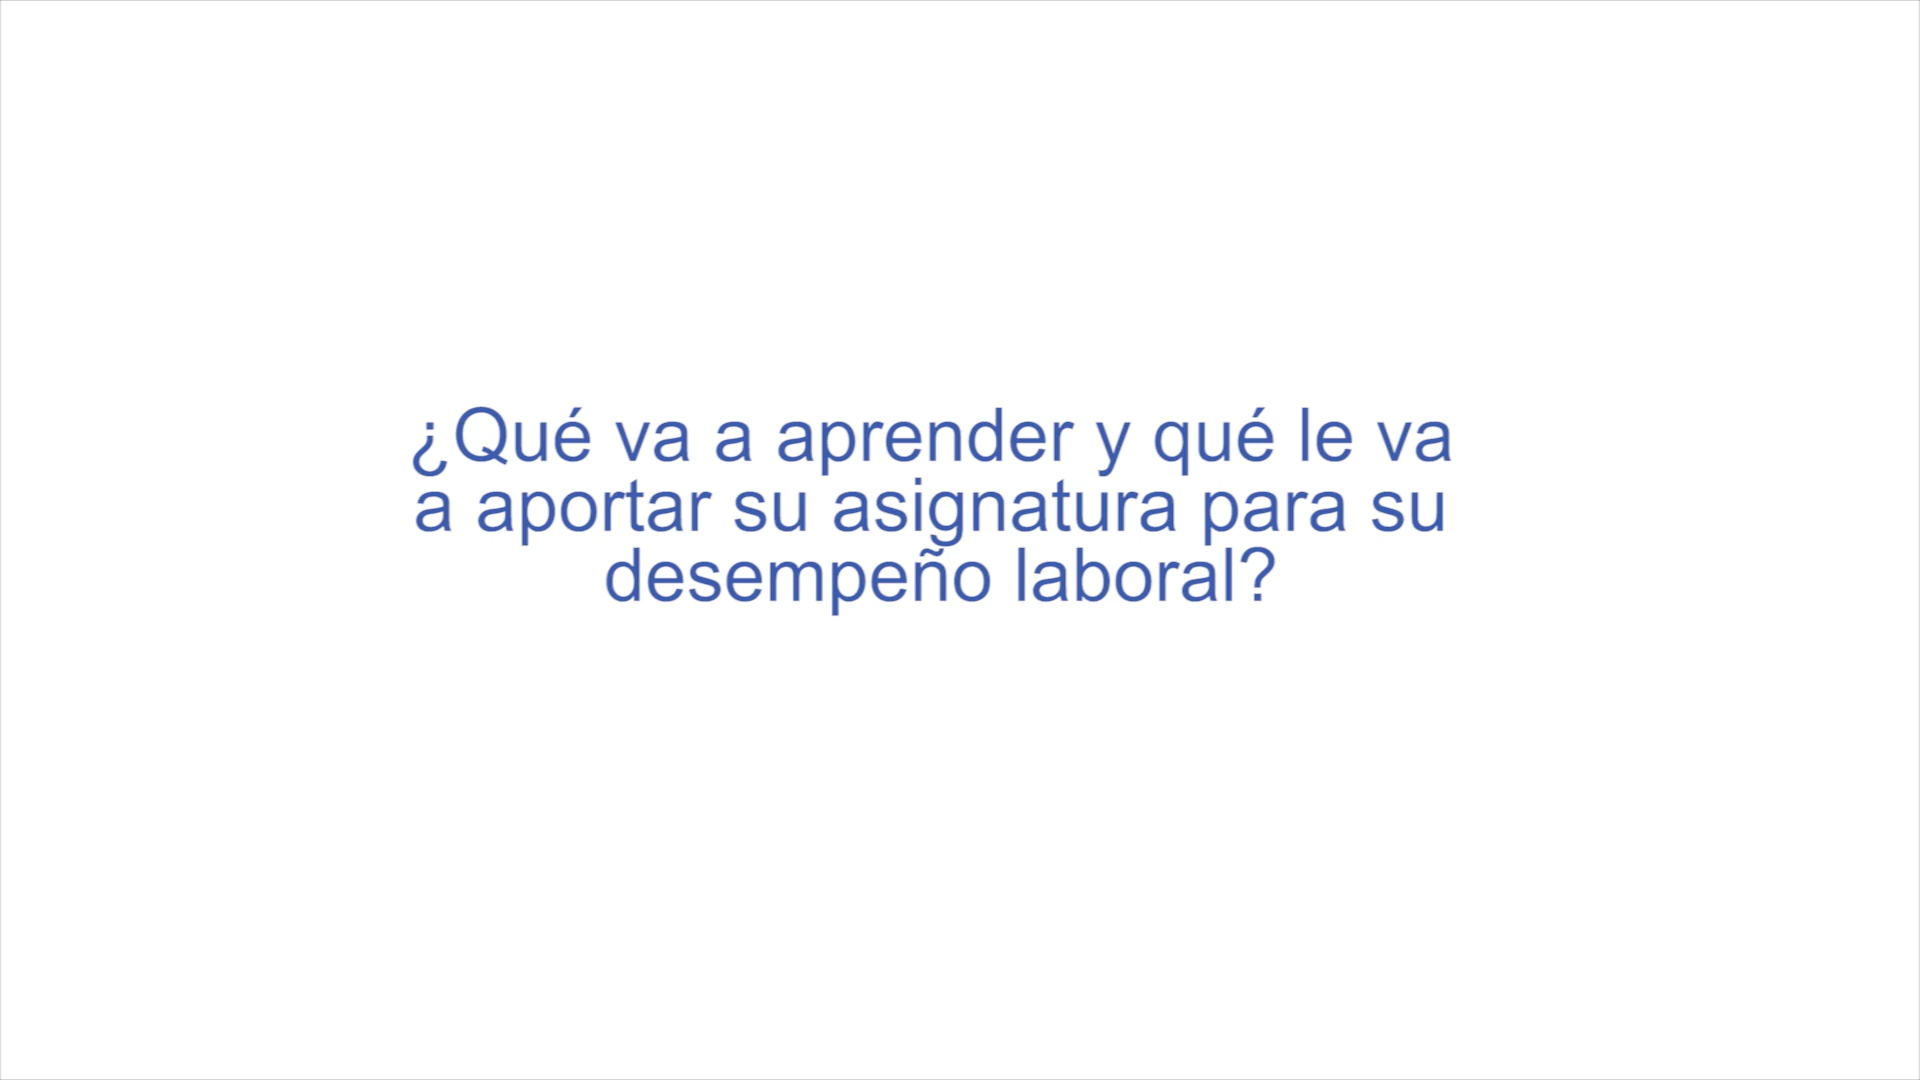 ¿Qué va a aprender y qué le va
a aportar su asignatura para su
desempeño laboral?